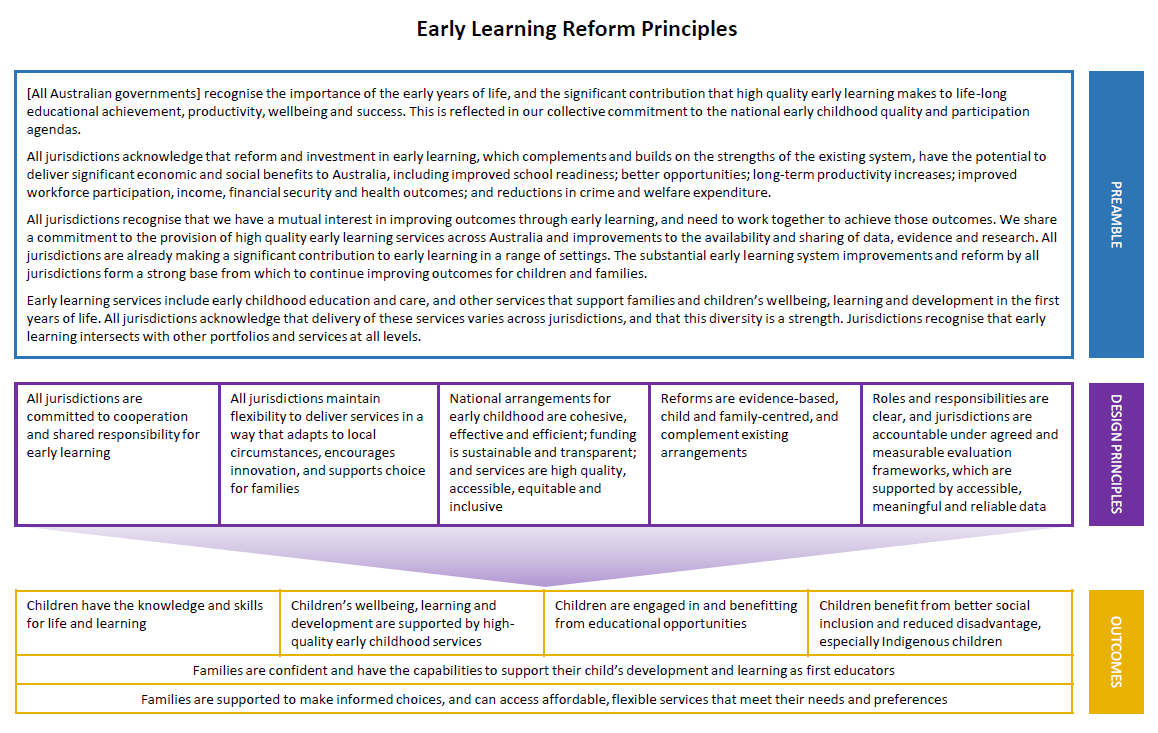 Early Learning Reform Principles
[All Australian governments] recognise the importance of the early years of life, and the significant contribution that high quality early learning makes to life-long
educational achievement, productivity, wellbeing and success. This is reflected in our collective commitment to the national early childhood quality and participation
agendas.
All jurisdictions acknowledge that reform and investment in early learning, which complements and builds on the strengths of the existing system, have the potential to
deliver significant economic and social benefits to Australia, including improved school readiness; better opportunities; long-term productivity increases; improved
workforce participation, income, financial security and health outcomes; and reductions in crime and welfare expenditure.
All jurisdictions recognise that we have a mutual interest in improving outcomes through early learning, and need to work together to achieve those outcomes. We share
a commitment to the provision of high quality early learning services across Australia and improvements to the availability and sharing of data, evidence and research. All
jurisdictions are already making a significant contribution to early learning in a range of settings. The substantial early learning system improvements and reform by all
jurisdictions form a strong base from which to continue improving outcomes for children and families.
Early learning services include early childhood education and care, and other services that support families and children's wellbeing, learning and development in the first
years of life. All jurisdictions acknowledge that delivery of these services varies across jurisdictions, and that this diversity is a strength. Jurisdictions recognise that early
learning intersects with other portfolios and services at all levels.
PREAMBLE
All jurisdictions are
committed to cooperation
and shared responsibility for
early learning
All jurisdictions maintain
flexibility to deliver services in a
way that adapts to local
circumstances, encourages
innovation, and supports choice
for families
National arrangements for
early childhood are cohesive,
effective and efficient; funding
is sustainable and transparent;
and services are high quality,
accessible, equitable and
inclusive
Reforms are evidence-based,
child and family-centred, and
complement existing
arrangements
Roles and responsibilities are
clear, and jurisdictions are
accountable under agreed and
measurable evaluation
frameworks, which are
supported by accessible,
meaningful and reliable data
DESIGN PRINCIPLES
Children have the knowledge and skills
for life and learning
Children's wellbeing, learning and
development are supported by high-
quality early childhood services
Children are engaged in and benefitting
from educational opportunities
Children benefit from better social
inclusion and reduced disadvantage,
especially Indigenous children
Families are confident and have the capabilities to support their child's development and learning as first educators
Families are supported to make informed choices, and can access affordable, flexible services that meet their needs and preferences
OUTCOMES